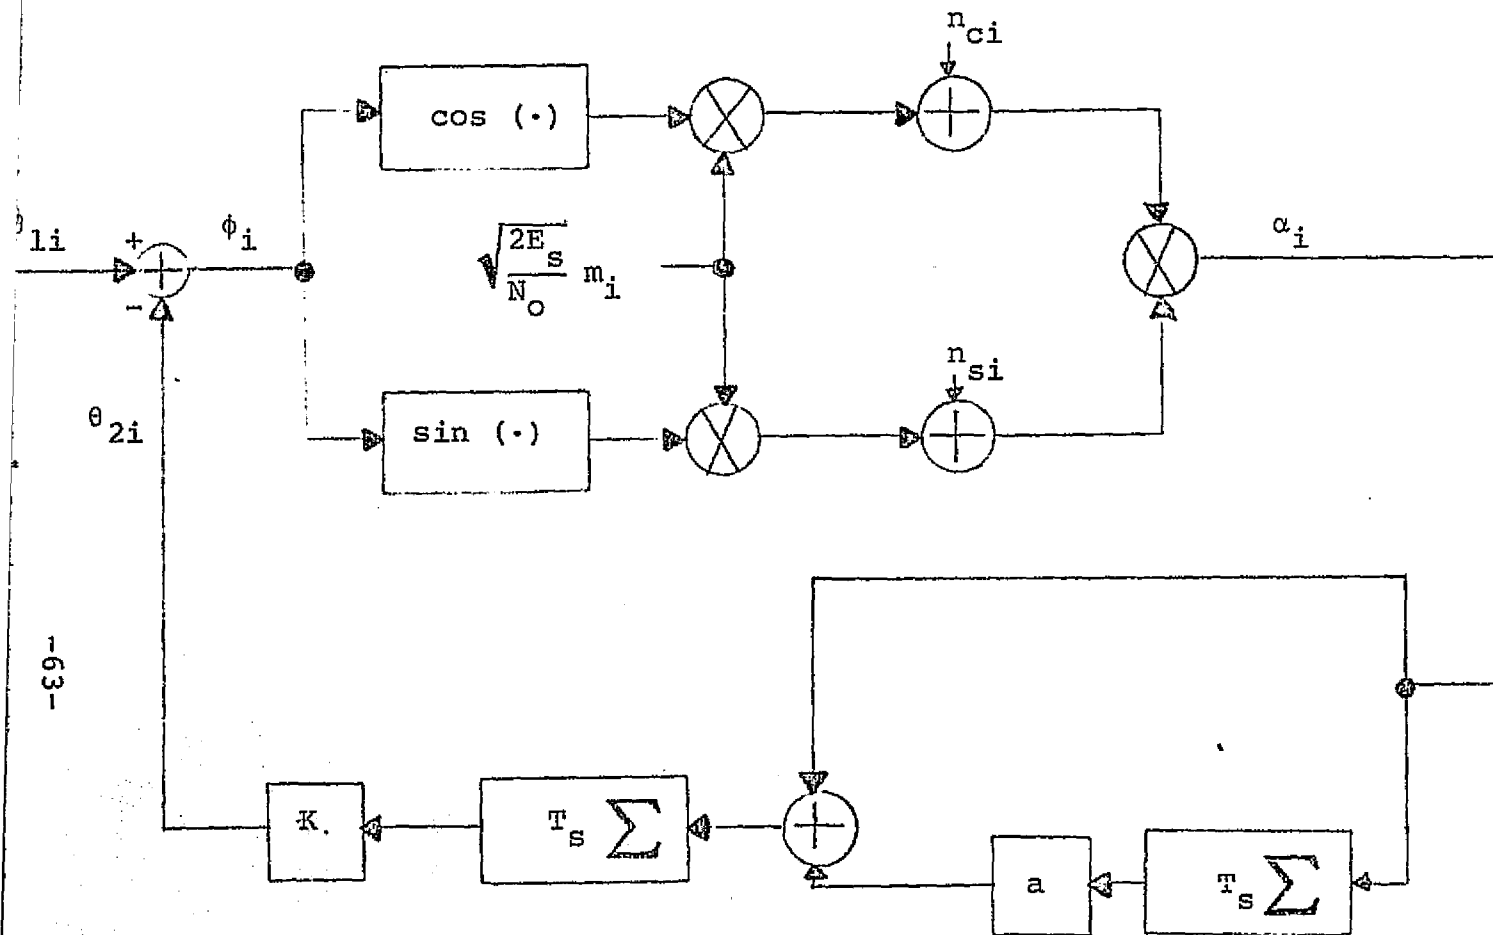 n_ci
cos (·)
θ_1i
+
ϕ_i
√(2E_s/N_o) m_i
α_i
-
n_si
θ_2i
sin (·)
-63-
K.
T_s ∑
a
T_s ∑